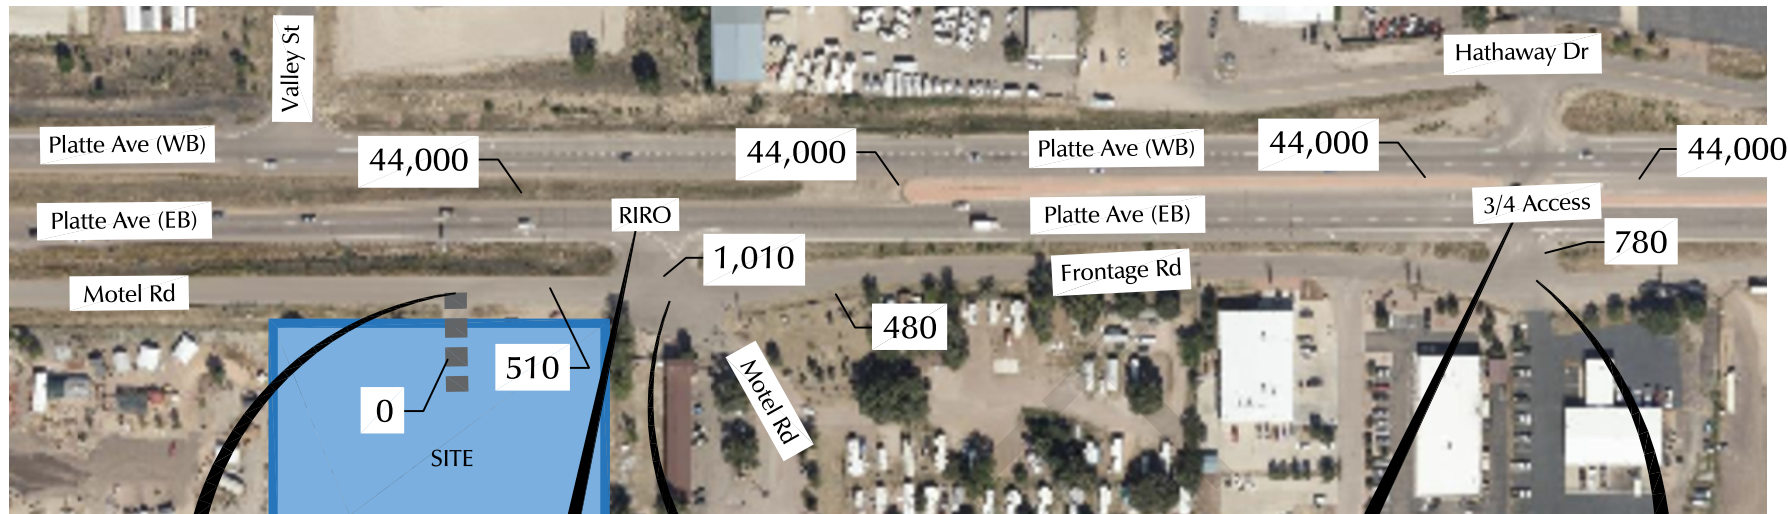 Valley St
Hathaway Dr
Platte Ave (WB)
44,000
44,000
Platte Ave (WB)
44,000
44,000
Platte Ave (EB)
RIRO
Platte Ave (EB)
3/4 Access
1,010
780
Motel Rd
Frontage Rd
480
510
0
Motel Rd
SITE